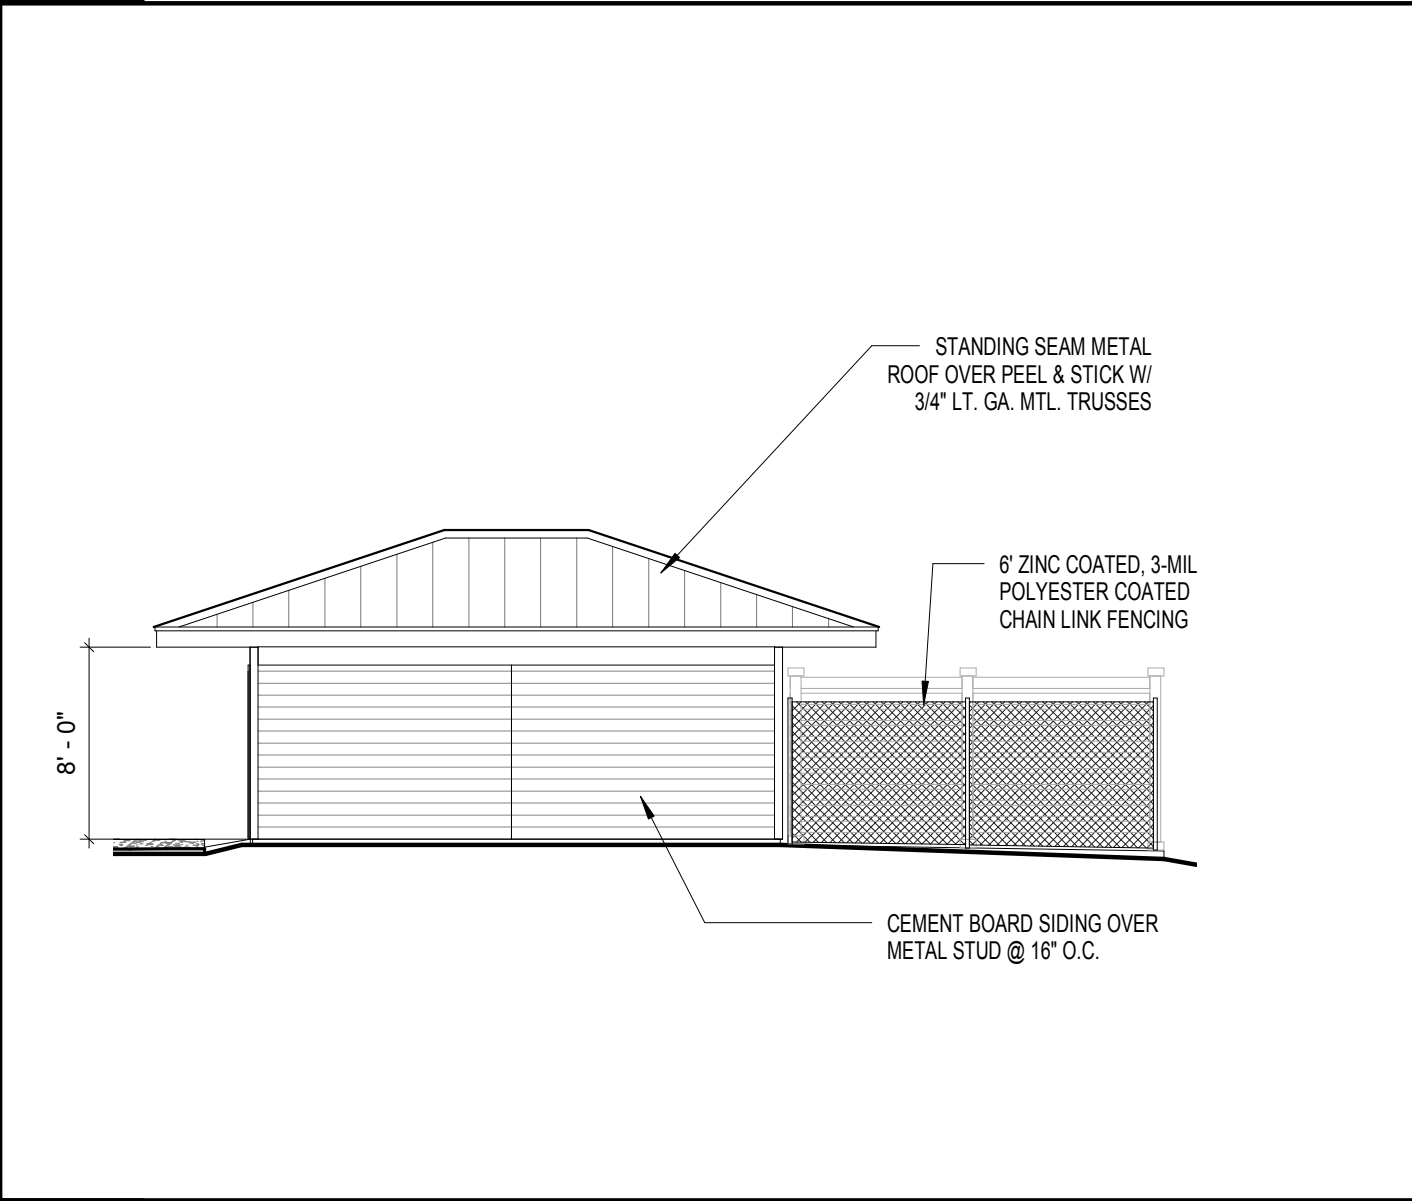 STANDING SEAM METAL
ROOF OVER PEEL & STICK W/
3/4" LT. GA. MTL. TRUSSES
6' ZINC COATED, 3-MIL
POLYESTER COATED
CHAIN LINK FENCING
8' - 0"
CEMENT BOARD SIDING OVER
METAL STUD @ 16" O.C.